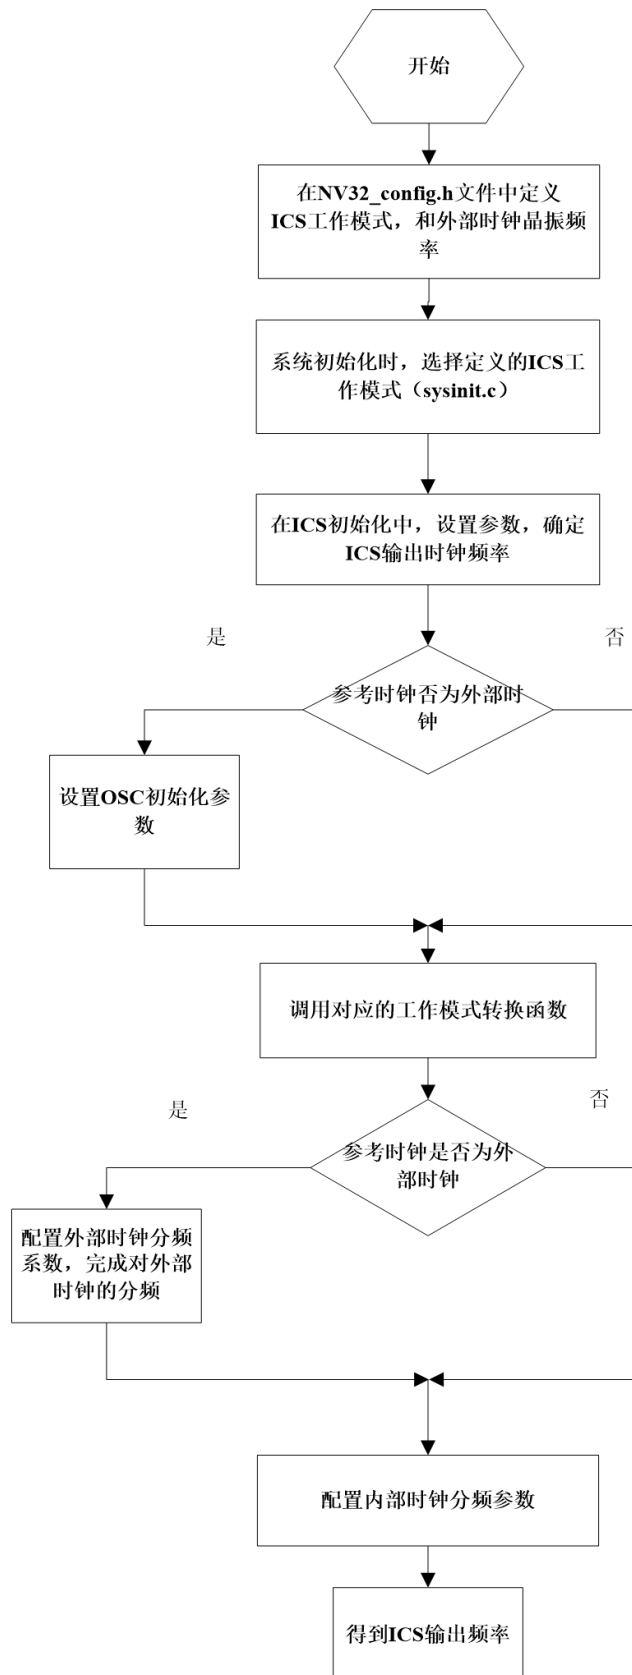 开始
在NV32_config.h文件中定义
ICS工作模式，和外部时钟晶振频
率
系统初始化时，选择定义的ICS工
作模式（sysinit.c）
在ICS初始化中，设置参数，确定
ICS输出时钟频率
是
否
参考时钟否为外部时
钟
设置OSC初始化参
数
调用对应的工作模式转换函数
是
否
参考时钟是否为外
部时钟
配置外部时钟分频
系数，完成对外部
时钟的分频
配置内部时钟分频参数
得到ICS输出频率